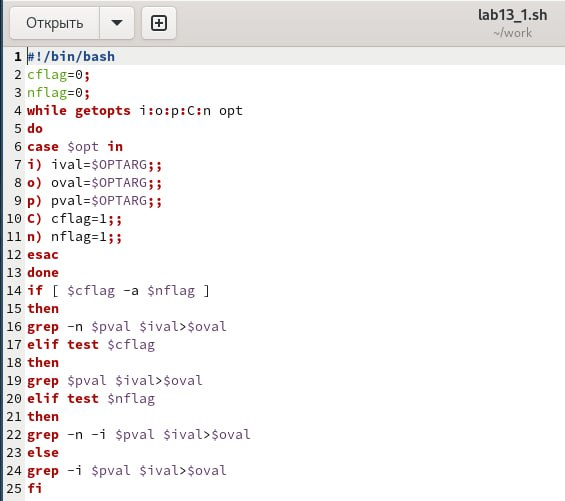 Открыть
lab13_1.sh
~/work
1 #!/bin/bash
2 cflag=0;
3 nflag=0;
4 while getopts i:o:p:C:n opt
5 do
6 case $opt in
7 i) ival=$OPTARG;;
8 o) oval=$OPTARG;;
9 p) pval=$OPTARG;;
10 C) cflag=1;;
11 n) nflag=1;;
12 esac
13 done
14 if [ $cflag -a $nflag ]
15 then
16 grep -n $pval $ival>$oval
17 elif test $cflag
18 then
19 grep $pval $ival>$oval
20 elif test $nflag
21 then
22 grep -n -i $pval $ival>$oval
23 else
24 grep -i $pval $ival>$oval
25 fi